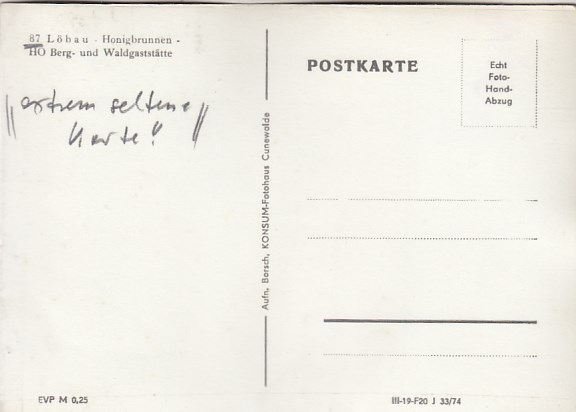 87 Löbau - Honigbrunnen -
HO Berg- und Waldgaststätte
"extrem seltene
Karte!"
Aufn. Borsch, KONSUM-Fotohaus Cunewalde
POSTKARTE
Echt
Foto-
Hand-
Abzug
EVP M 0,25
III-19-F20 J 33/74